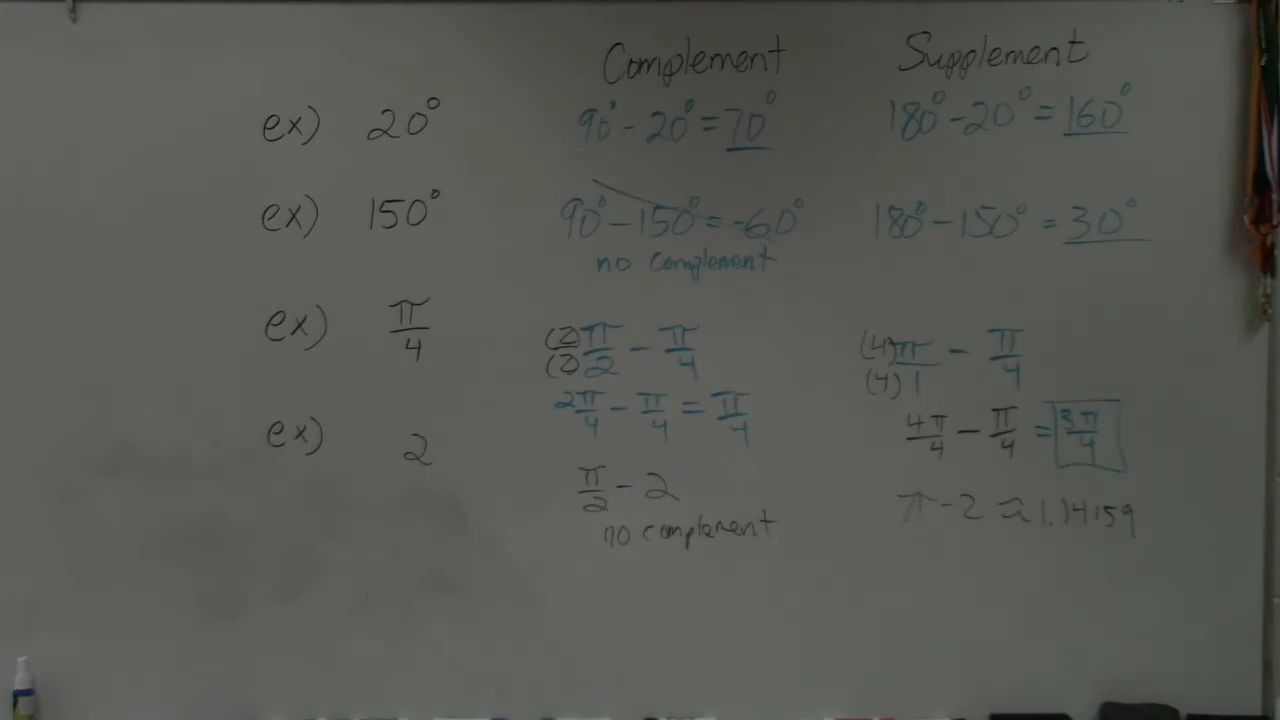 Complement Supplement
ex) 20° 90° - 20° = 70° 180° - 20° = 160°
ex) 150° 90° - 150° = -60° 180° - 150° = 30°
no complement
ex) π/4 (2)π/(2)2 - π/4 (4)π/(4)1 - π/4
2π/4 - π/4 = π/4 4π/4 - π/4 = 3π/4
ex) 2 π/2 - 2 π - 2 ≈ 1.14159
no complement